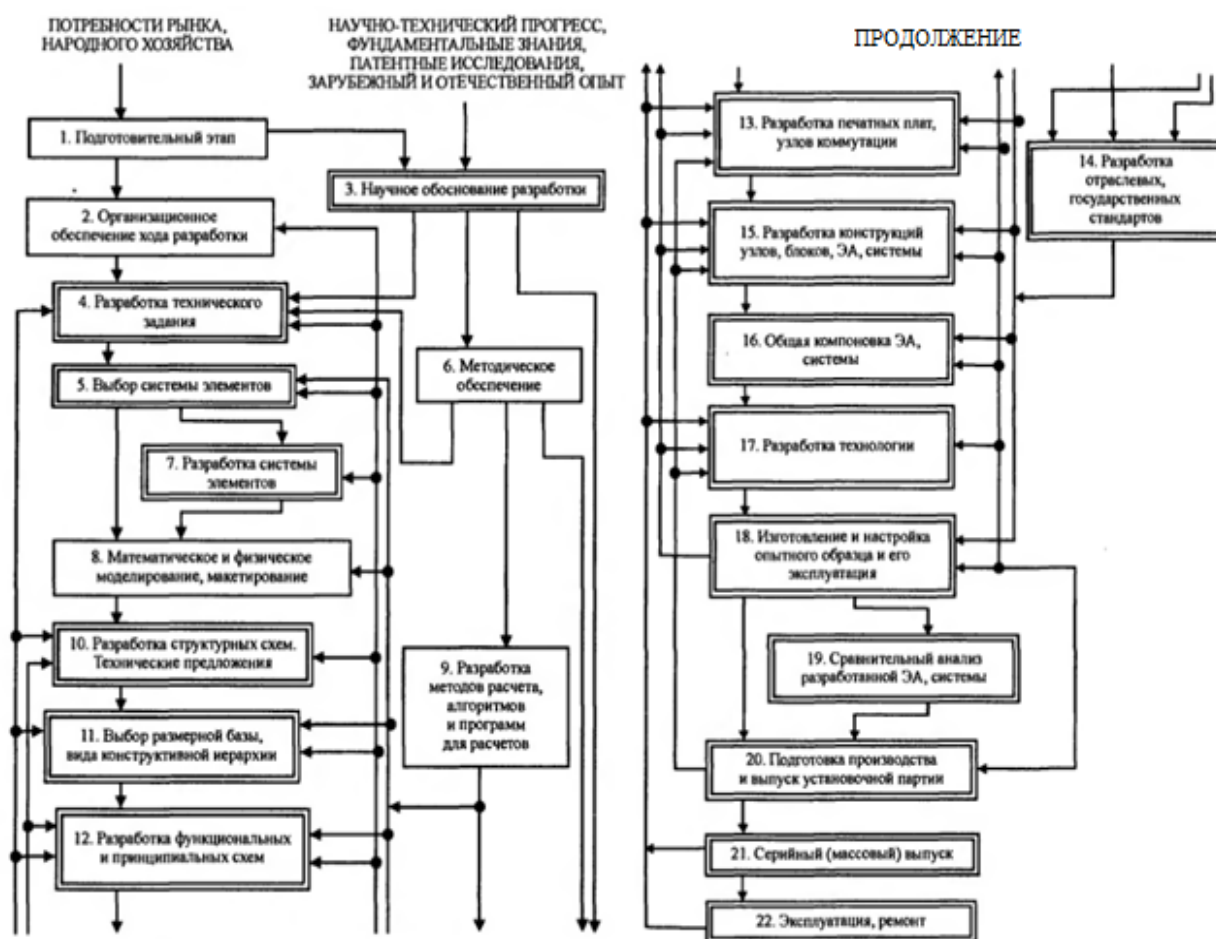 ПОТРЕБНОСТИ РЫНКА,
НАРОДНОГО ХОЗЯЙСТВА
НАУЧНО-ТЕХНИЧЕСКИЙ ПРОГРЕСС,
ФУНДАМЕНТАЛЬНЫЕ ЗНАНИЯ,
ПАТЕНТНЫЕ ИССЛЕДОВАНИЯ,
ЗАРУБЕЖНЫЙ И ОТЕЧЕСТВЕННЫЙ ОПЫТ
1. Подготовительный этап
3. Научное обоснование разработки
2. Организационное
обеспечение хода разработки
4. Разработка технического
задания
5. Выбор системы элементов
6. Методическое
обеспечение
7. Разработка системы
элементов
8. Математическое и физическое
моделирование, макетирование
10. Разработка структурных схем.
Технические предложения
9. Разработка
методов расчета,
алгоритмов
и программ
для расчетов
11. Выбор размерной базы,
вида конструктивной иерархии
12. Разработка функциональных
и принципиальных схем
ПРОДОЛЖЕНИЕ
13. Разработка печатных плат,
узлов коммутации
14. Разработка
отраслевых,
государственных
стандартов
15. Разработка конструкций
узлов, блоков, ЭА, системы
16. Общая компоновка ЭА,
системы
17. Разработка технологии
18. Изготовление и настройка
опытного образца и его
эксплуатация
19. Сравнительный анализ
разработанной ЭА, системы
20. Подготовка производства
и выпуск установочной партии
21. Серийный (массовый) выпуск
22. Эксплуатация, ремонт